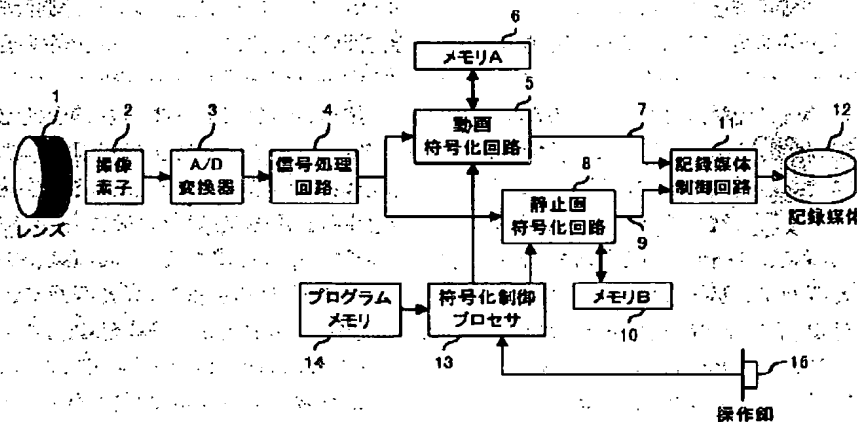 6
メモリA
1
2
3
4
5
7
11
12
撮像
素子
A/D
変換器
信号処理
回路
動画
符号化回路
8
記録媒体
制御回路
静止画
符号化回路
9
レンズ
記録媒体
プログラム
メモリ
符号化制御
プロセサ
メモリB
10
14
13
15
操作部